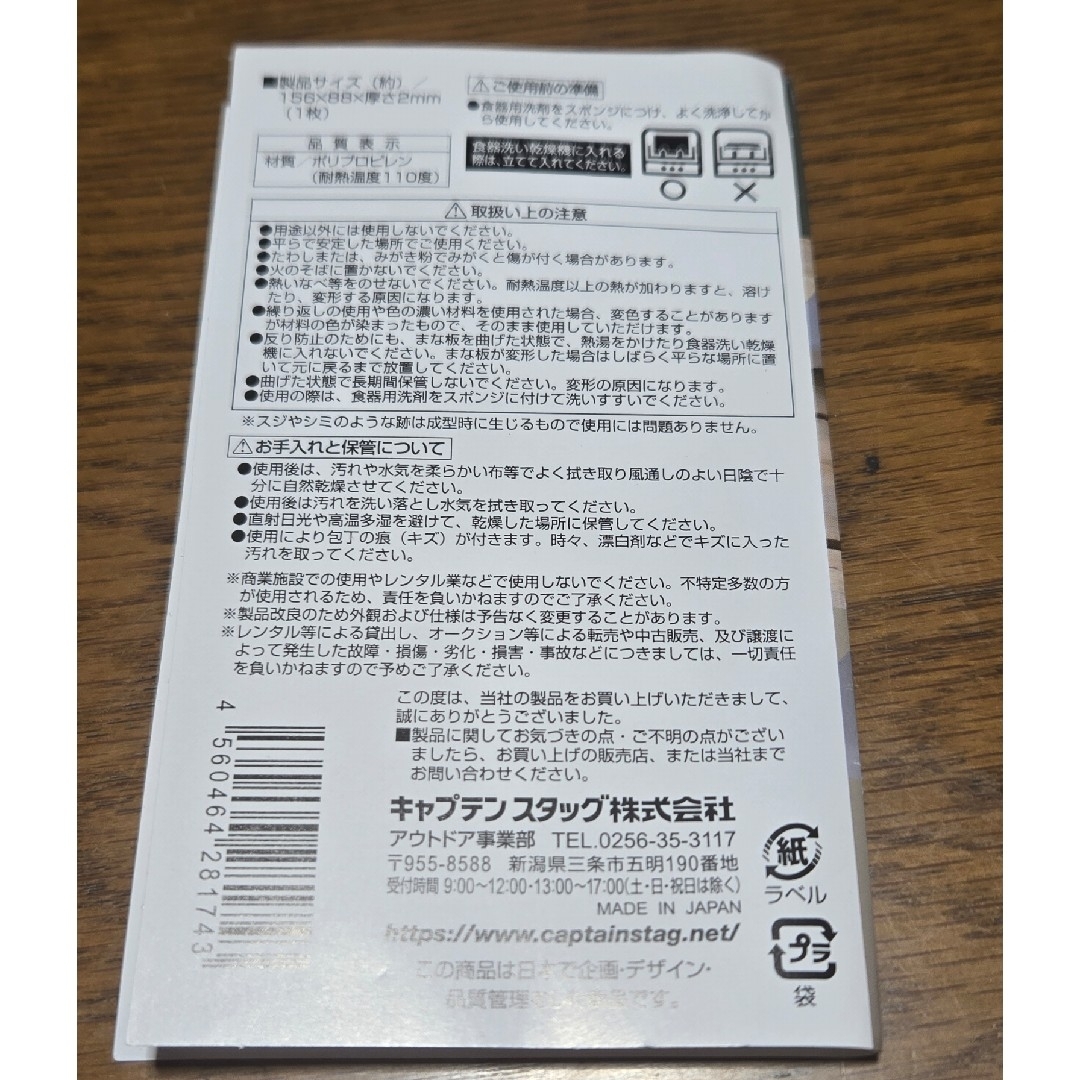 ■製品サイズ（約）／
156×88×厚さ2mm
（1枚）
品質表示
材質／ポリプロピレン
（耐熱温度110度）
⚠ご使用前の準備
●食器用洗剤をスポンジにつけ、よく洗浄してか
ら使用してください。
食器洗い乾燥機に入れる
際は、立てて入れてください。
○ ×
⚠取扱い上の注意
●用途以外には使用しないでください。
●平らで安定した場所でご使用ください。
●たわしまたは、みがき粉でみがくと傷が付く場合があります。
●火のそばに置かないでください。
●熱いなべ等をのせないでください。耐熱温度以上の熱が加わりますと、溶け
たり、変形する原因になります。
●繰り返しの使用や色の濃い材料を使用された場合、変色することがあります
が材料の色が染まったもので、そのまま使用していただけます。
●反り防止のためにも、まな板を曲げた状態で、熱湯をかけたり食器洗い乾燥
機に入れないでください。まな板が変形した場合はしばらく平らな場所に置
いて元に戻るまで放置してください。
●曲げた状態で長期間保管しないでください。変形の原因になります。
●使用の際は、食器用洗剤をスポンジに付けて洗いすすいでください。
※スジやシミのような跡は成型時に生じるもので使用には問題ありません。
⚠お手入れと保管について
●使用後は、汚れや水気を柔らかい布等でよく拭き取り風通しのよい日陰で十
分に自然乾燥させてください。
●使用後は汚れを洗い落とし水気を拭き取ってください。
●直射日光や高温多湿を避けて、乾燥した場所に保管してください。
●使用により包丁の痕（キズ）が付きます。時々、漂白剤などでキズに入った
汚れを取ってください。
※商業施設での使用やレンタル業などで使用しないでください。不特定多数の方
が使用されるため、責任を負いかねますのでご了承ください。
※製品改良のため外観および仕様は予告なく変更することがあります。
※レンタル等による貸出し、オークション等による転売や中古販売、及び譲渡に
よって発生した故障・損傷・劣化・損害・事故などにつきましては、一切責任
を負いかねますので予めご了承ください。
この度は、当社の製品をお買い上げいただきまして、
誠にありがとうございました。
■製品に関してお気づきの点・ご不明の点がござい
ましたら、お買い上げの販売店、または当社まで
お問い合わせください。
キャプテンスタッグ株式会社
アウトドア事業部 TEL.0256-35-3117
〒955-8588 新潟県三条市五明190番地
受付時間 9:00～12:00・13:00～17:00(土・日・祝日は除く)
MADE IN JAPAN
https://www.captainstag.net/
この商品は日本で企画・デザイン・
品質管理です。
4 560464 281743
紙
ラベル
プラ
袋